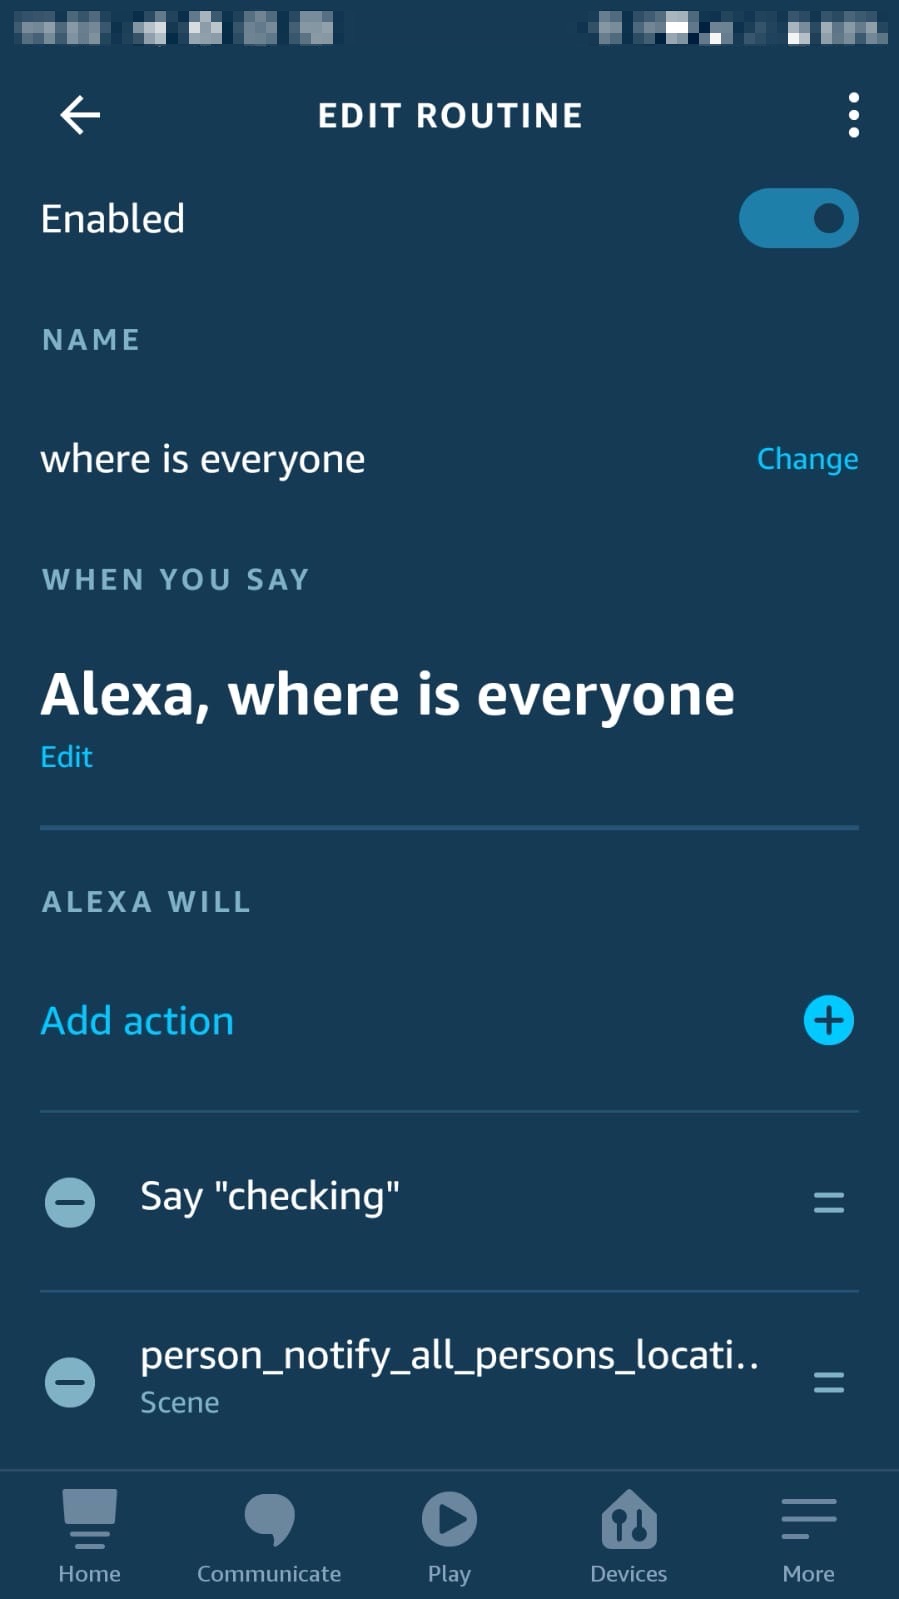 EDIT ROUTINE
Enabled
NAME
where is everyone
Change
WHEN YOU SAY
Alexa, where is everyone
Edit
ALEXA WILL
Add action
Say "checking"
person_notify_all_persons_locati..
Scene
Home
Communicate
Play
Devices
More